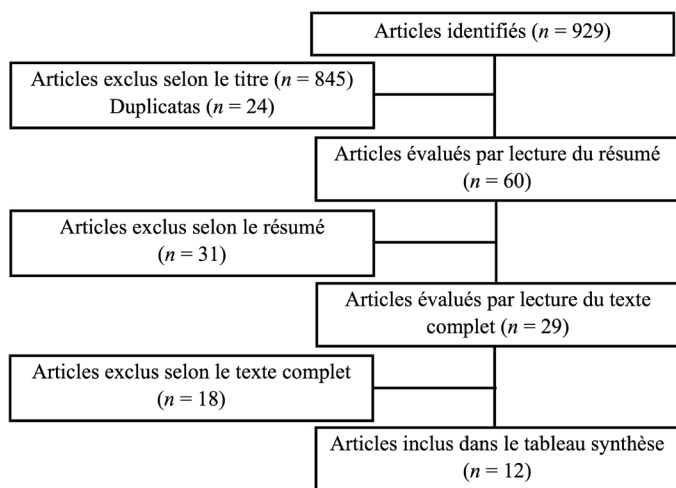 Articles identifiés (n = 929)
Articles exclus selon le titre (n = 845)
Duplicatas (n = 24)
Articles évalués par lecture du résumé
(n = 60)
Articles exclus selon le résumé
(n = 31)
Articles évalués par lecture du texte
complet (n = 29)
Articles exclus selon le texte complet
(n = 18)
Articles inclus dans le tableau synthèse
(n = 12)